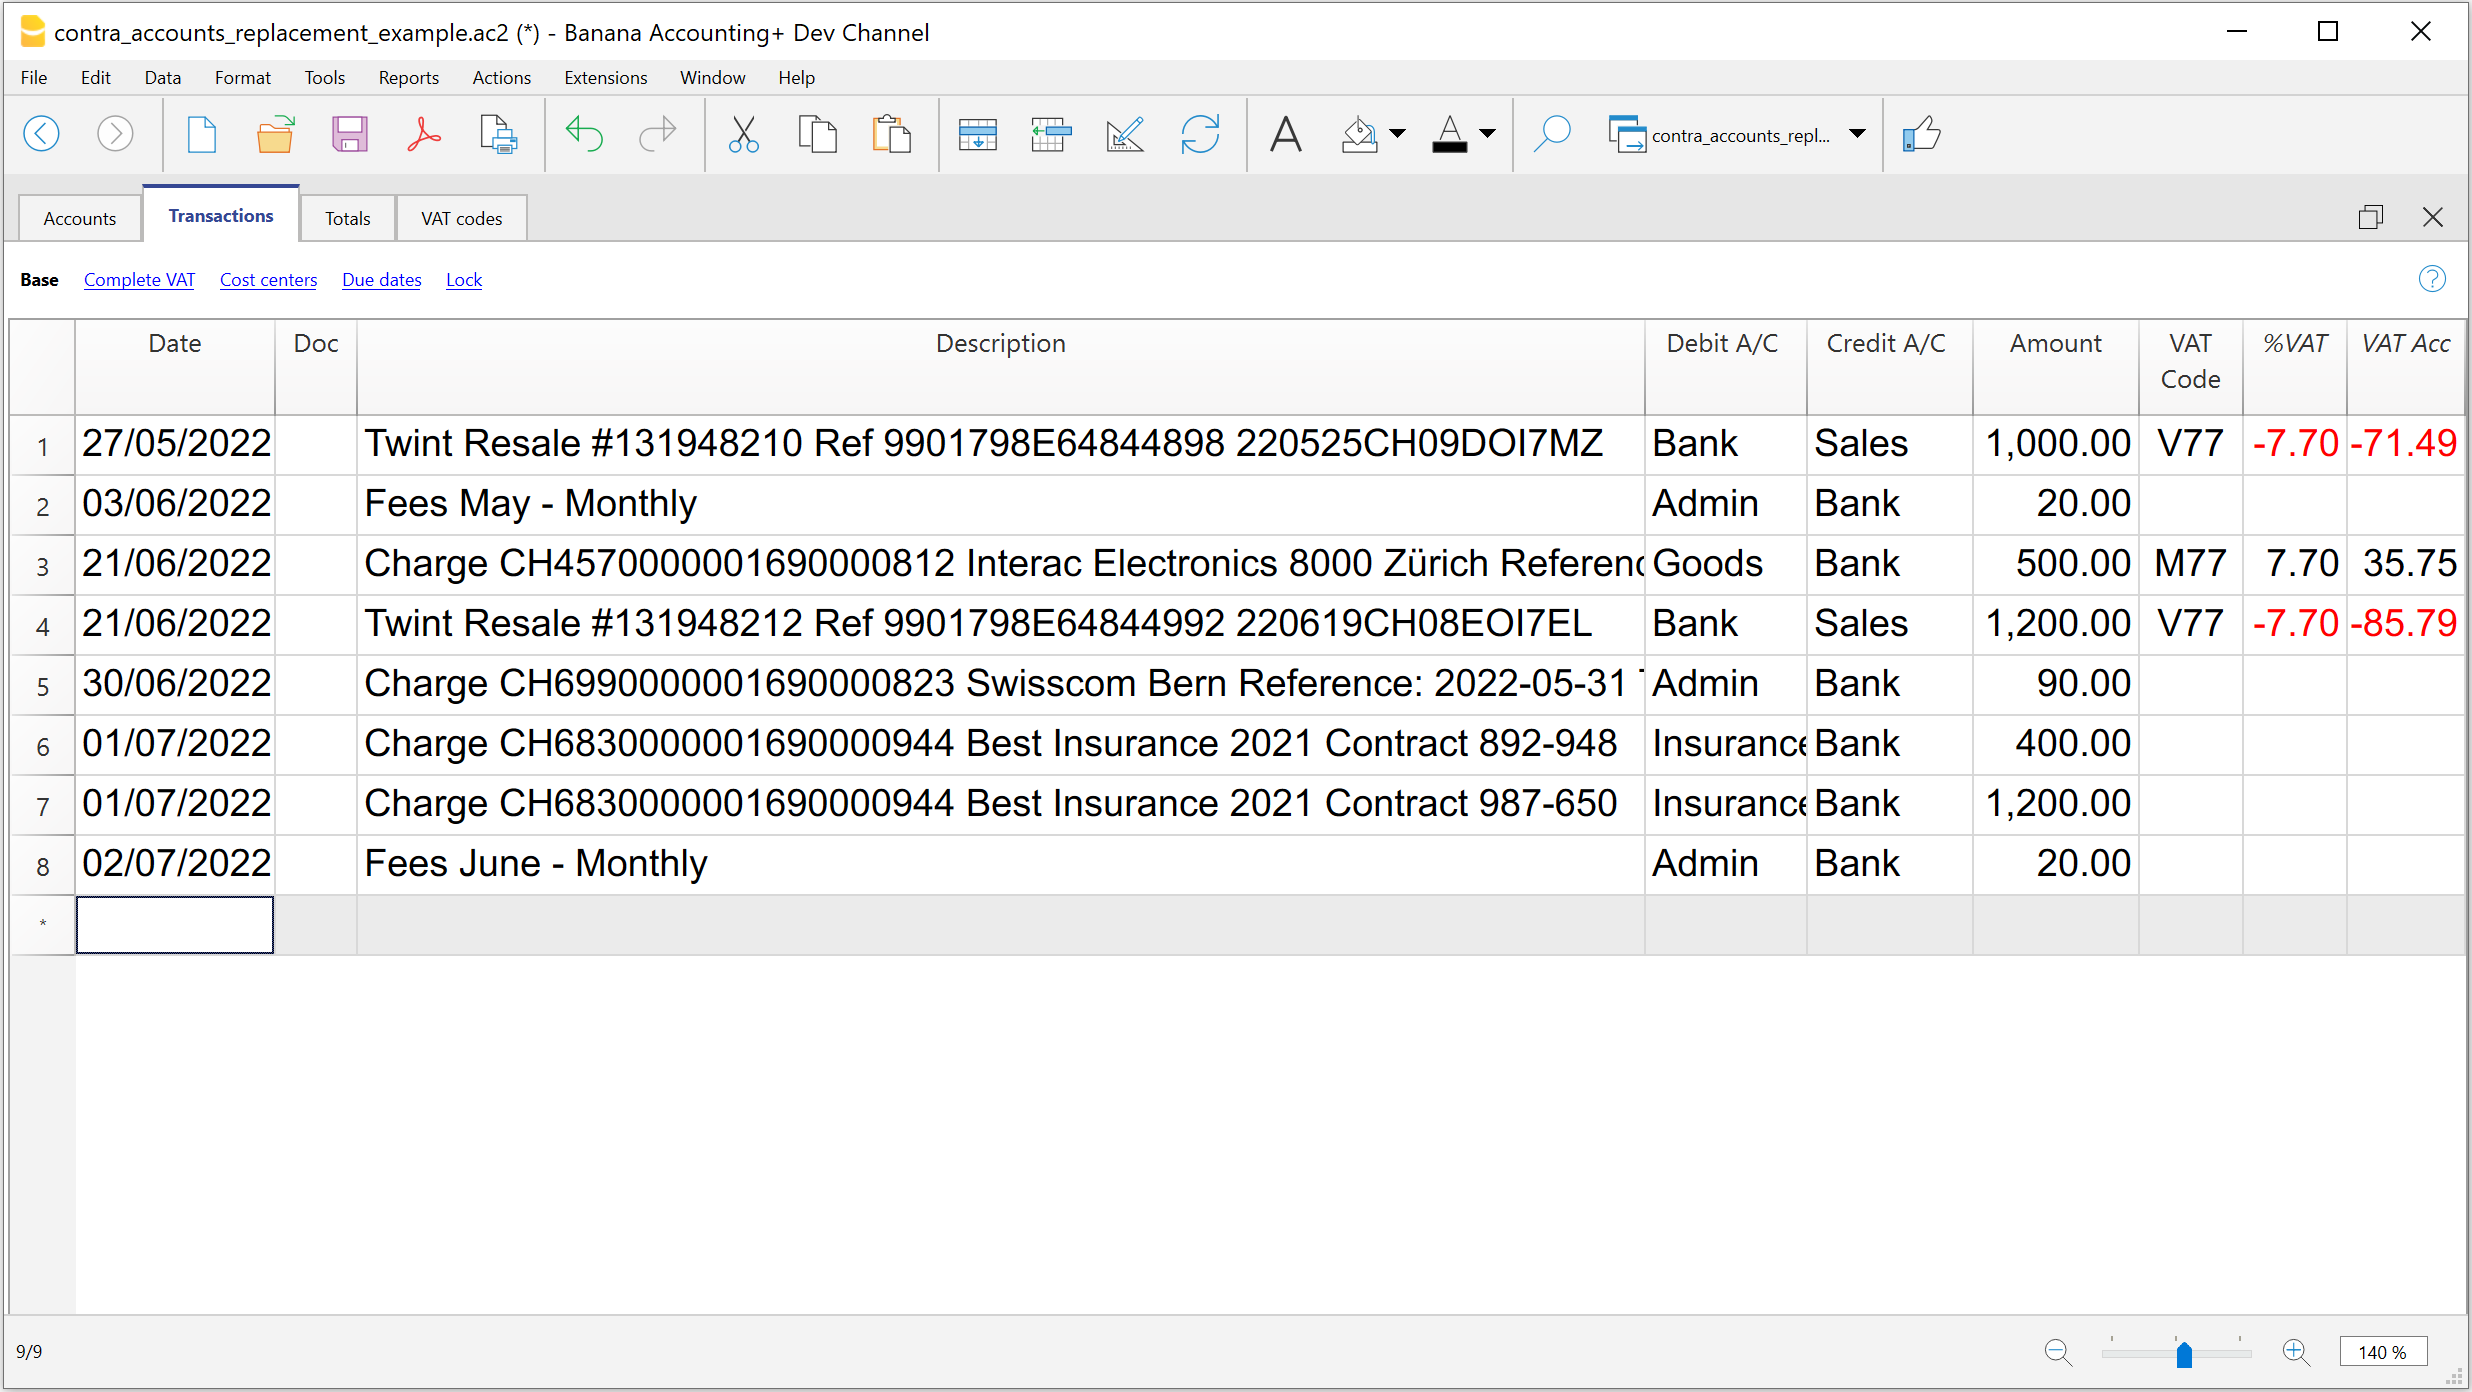 contra_accounts_replacement_example.ac2 (*) - Banana Accounting+ Dev Channel
File Edit Data Format Tools Reports Actions Extensions Window Help
contra_accounts_repl...
Accounts Transactions Totals VAT codes
Base Complete VAT Cost centers Due dates Lock
Date Doc Description Debit A/C Credit A/C Amount VAT Code %VAT VAT Acc
1 27/05/2022 Twint Resale #131948210 Ref 9901798E64844898 220525CH09DOI7MZ Bank Sales 1,000.00 V77 -7.70 -71.49
2 03/06/2022 Fees May - Monthly Admin Bank 20.00
3 21/06/2022 Charge CH4570000001690000812 Interac Electronics 8000 Zürich Referenc Goods Bank 500.00 M77 7.70 35.75
4 21/06/2022 Twint Resale #131948212 Ref 9901798E64844992 220619CH08EOI7EL Bank Sales 1,200.00 V77 -7.70 -85.79
5 30/06/2022 Charge CH6990000001690000823 Swisscom Bern Reference: 2022-05-31 Admin Bank 90.00
6 01/07/2022 Charge CH6830000001690000944 Best Insurance 2021 Contract 892-948 Insurance Bank 400.00
7 01/07/2022 Charge CH6830000001690000944 Best Insurance 2021 Contract 987-650 Insurance Bank 1,200.00
8 02/07/2022 Fees June - Monthly Admin Bank 20.00
*
9/9 140 %